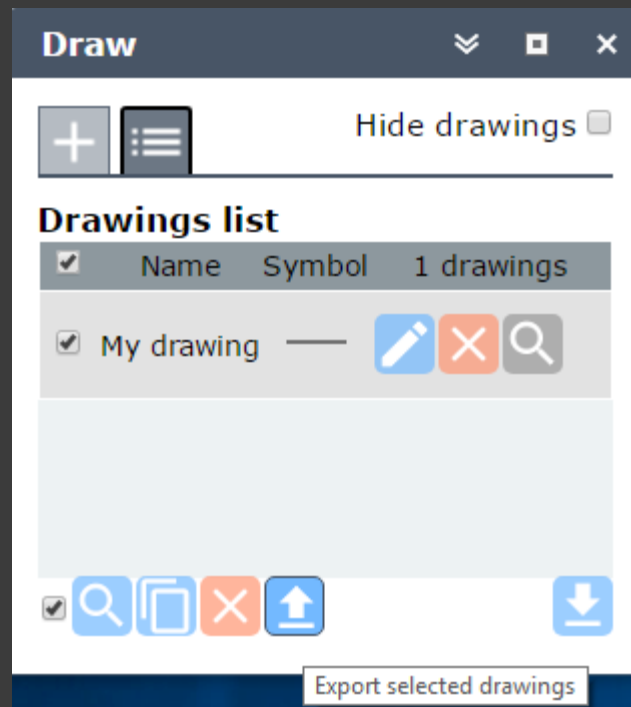 Draw
Hide drawings
Drawings list
Name Symbol 1 drawings
My drawing
Export selected drawings